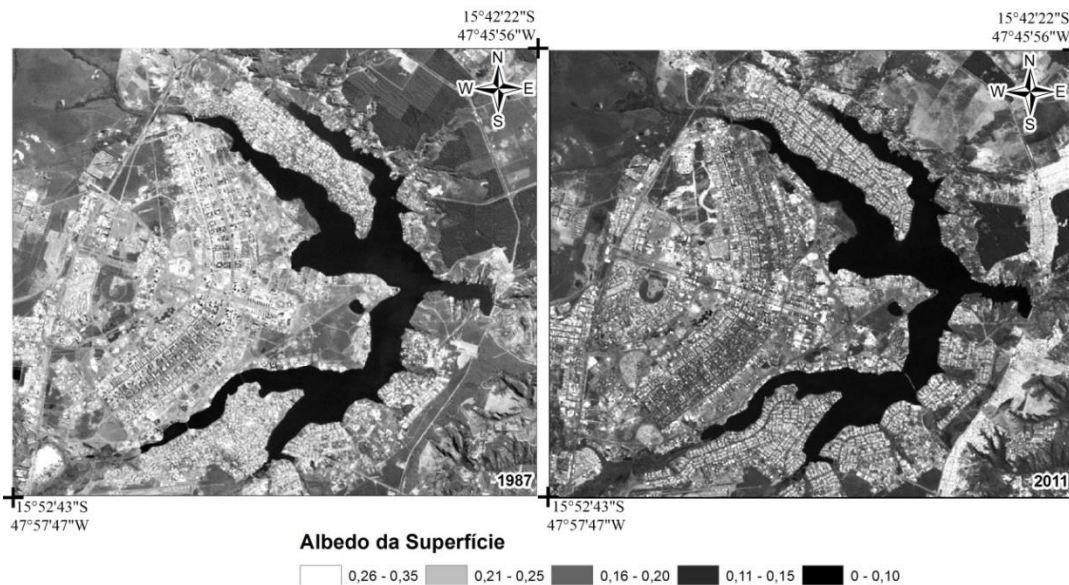 15°42'22"S
47°45'56"W
15°42'22"S
47°45'56"W
N
W E
S
N
W E
S
1987
2011
15°52'43"S
47°57'47"W
15°52'43"S
47°57'47"W
Albedo da Superfície
0,26 - 0,35 0,21 - 0,25 0,16 - 0,20 0,11 - 0,15 0 - 0,10